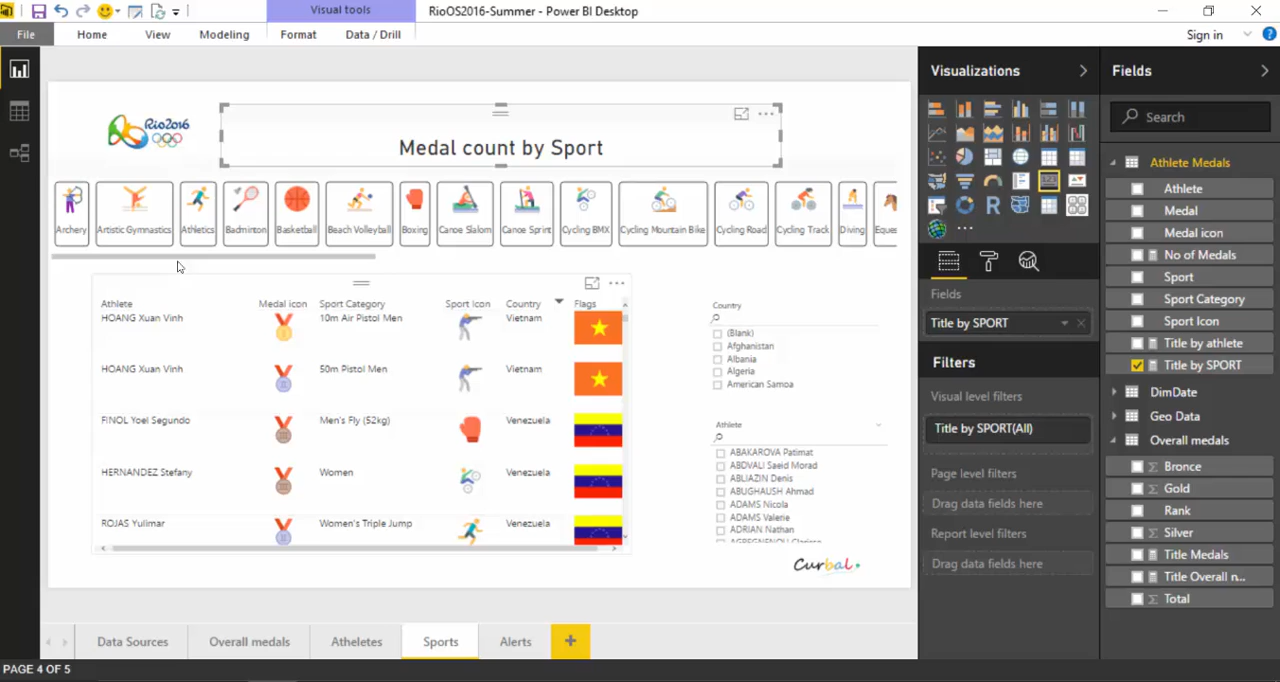 Visual tools
RioOS2016-Summer - Power BI Desktop
File Home View Modeling Format Data / Drill
Sign in
Rio2016
Medal count by Sport
Archery Artistic Gymnastics Athletics Badminton Basketball Beach Volleyball Boxing Canoe Slalom Canoe Sprint Cycling BMX Cycling Mountain Bike Cycling Road Cycling Track Diving Eques
Athlete Medal icon Sport Category Sport Icon Country Flags
HOANG Xuan Vinh 10m Air Pistol Men Vietnam
HOANG Xuan Vinh 50m Pistol Men Vietnam
FINOL Yoel Segundo Men's Fly (52kg) Venezuela
HERNANDEZ Stefany Women Venezuela
ROJAS Yulimar Women's Triple Jump Venezuela
Country
(Blank)
Afghanistan
Albania
Algeria
American Samoa
Athlete
ABAKAROVA Patimat
ABDVALI Saeid Morad
ABLIAZIN Denis
ABUGHAUSH Ahmad
ADAMS Nicola
ADAMS Valerie
ADRIAN Nathan
Curbal
Visualizations
R
Fields
Title by SPORT
Filters
Visual level filters
Title by SPORT(All)
Page level filters
Drag data fields here
Report level filters
Drag data fields here
Fields
Search
Athlete Medals
Athlete
Medal
Medal icon
No of Medals
Sport
Sport Category
Sport Icon
Title by athlete
Title by SPORT
DimDate
Geo Data
Overall medals
Bronce
Gold
Rank
Silver
Title Medals
Title Overall n...
Total
Data Sources Overall medals Atheletes Sports Alerts
PAGE 4 OF 5